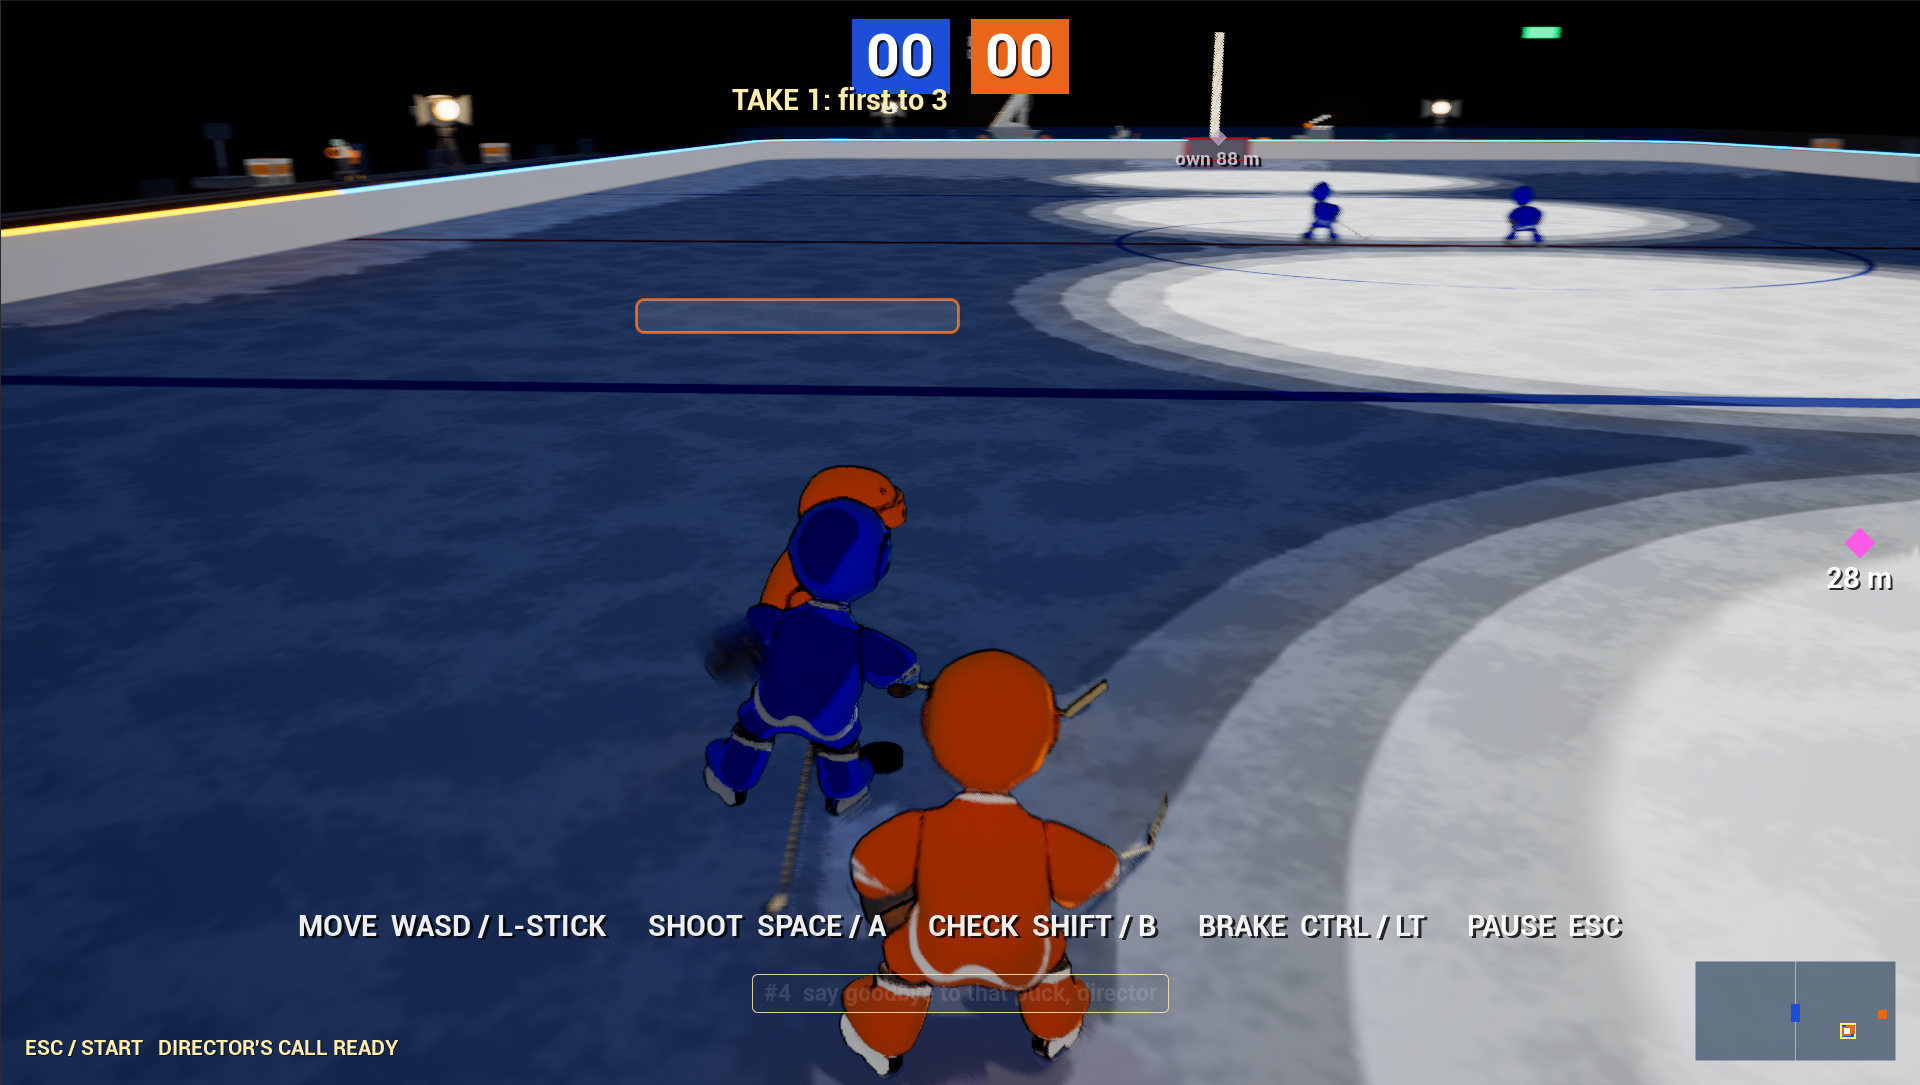 00 00
TAKE 1: first to 3
own 88 m
28 m
MOVE WASD / L-STICK SHOOT SPACE / A CHECK SHIFT / B BRAKE CTRL / LT PAUSE ESC
#4 say goodbye to that puck, director
ESC / START DIRECTOR'S CALL READY